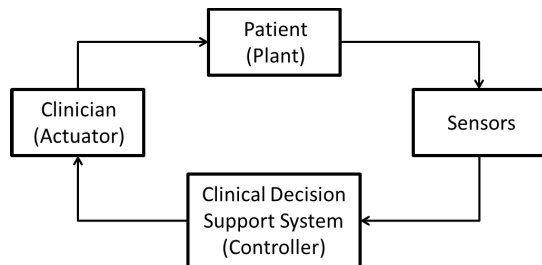 Patient
(Plant)
Clinician
(Actuator)
Sensors
Clinical Decision
Support System
(Controller)